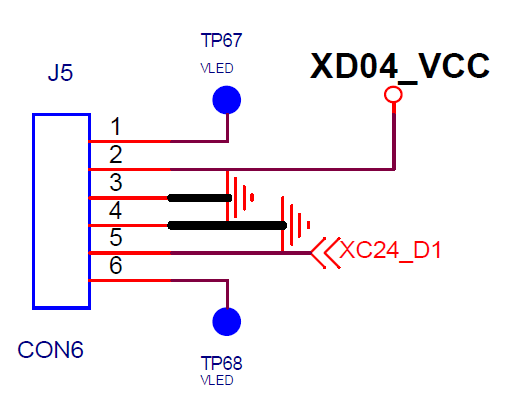 TP67
VLED
XD04_VCC
J5
1
2
3
4
5
6
XC24_D1
CON6
TP68
VLED